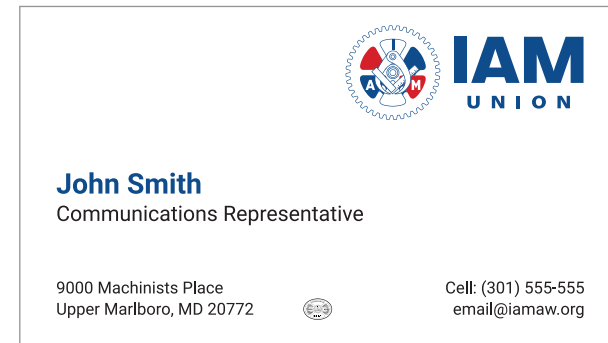 I
A M
IAM
UNION
John Smith
Communications Representative
9000 Machinists Place
Upper Marlboro, MD 20772
Cell: (301) 555-555
email@iamaw.org